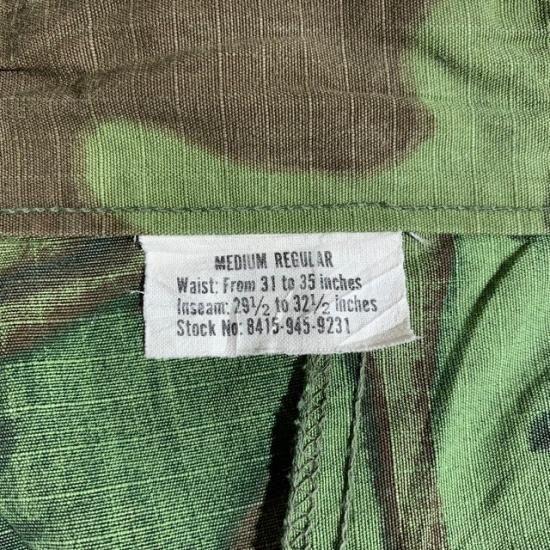 MEDIUM REGULAR
Waist: From 31 to 35 inches
Inseam: 29½ to 32½ inches
Stock No: 8415-945-9231